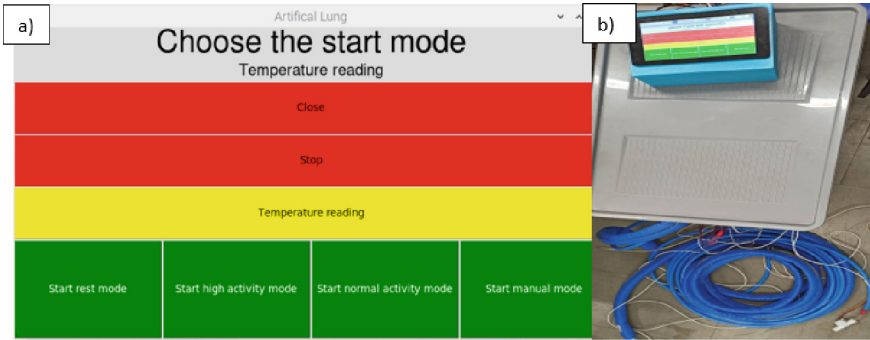 a)
Artifical Lung
Choose the start mode
Temperature reading
Close
Stop
Temperature reading
Start rest mode
Start high activity mode
Start normal activity mode
Start manual mode
b)